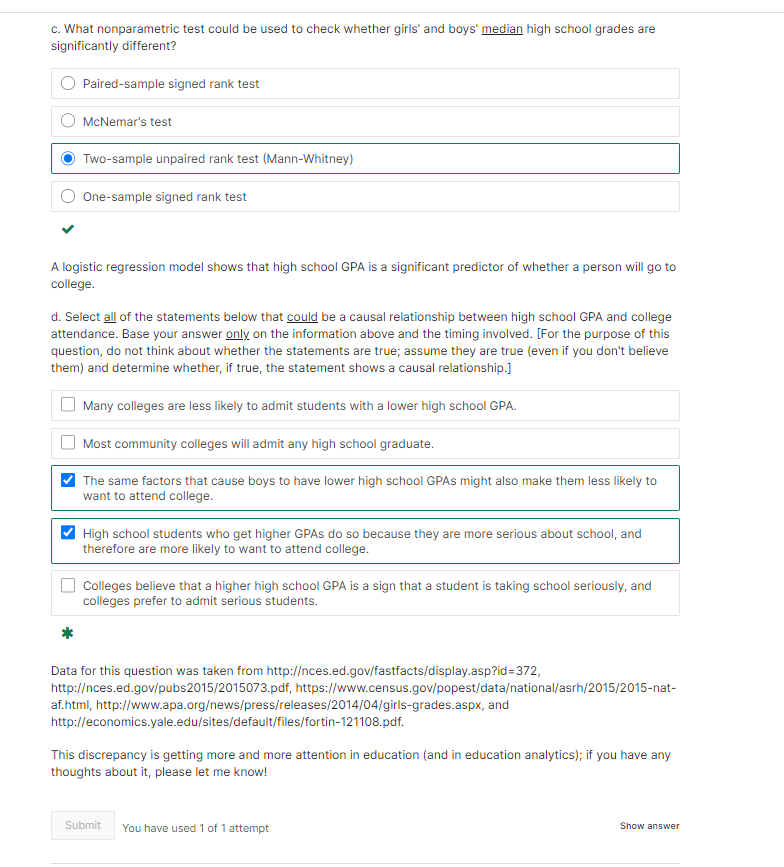 c. What nonparametric test could be used to check whether girls' and boys' median high school grades are
significantly different?
Paired-sample signed rank test
McNemar's test
Two-sample unpaired rank test (Mann-Whitney)
One-sample signed rank test
A logistic regression model shows that high school GPA is a significant predictor of whether a person will go to
college.
d. Select all of the statements below that could be a causal relationship between high school GPA and college
attendance. Base your answer only on the information above and the timing involved. [For the purpose of this
question, do not think about whether the statements are true; assume they are true (even if you don't believe
them) and determine whether, if true, the statement shows a causal relationship.]
Many colleges are less likely to admit students with a lower high school GPA.
Most community colleges will admit any high school graduate.
The same factors that cause boys to have lower high school GPAs might also make them less likely to
want to attend college.
High school students who get higher GPAs do so because they are more serious about school, and
therefore are more likely to want to attend college.
Colleges believe that a higher high school GPA is a sign that a student is taking school seriously, and
colleges prefer to admit serious students.
Data for this question was taken from http://nces.ed.gov/fastfacts/display.asp?id=372,
http://nces.ed.gov/pubs2015/2015073.pdf, https://www.census.gov/popest/data/national/asrh/2015/2015-nat-
af.html, http://www.apa.org/news/press/releases/2014/04/girls-grades.aspx, and
http://economics.yale.edu/sites/default/files/fortin-121108.pdf.
This discrepancy is getting more and more attention in education (and in education analytics); if you have any
thoughts about it, please let me know!
Submit
You have used 1 of 1 attempt
Show answer